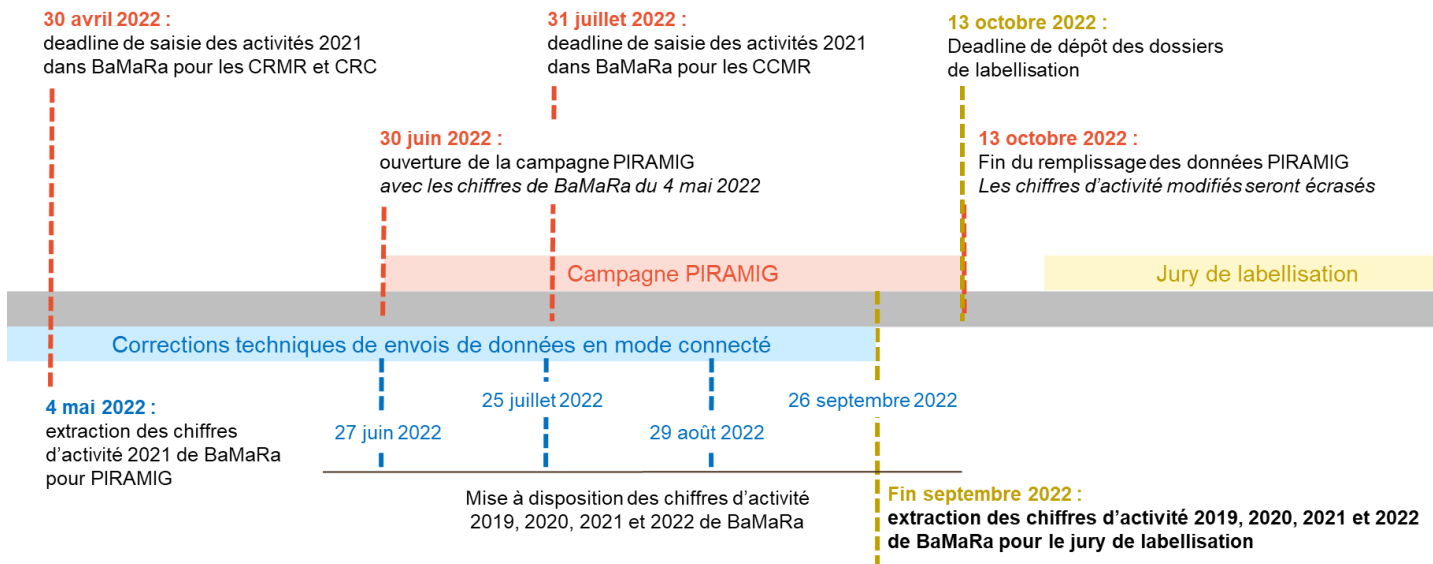 30 avril 2022 :
deadline de saisie des activités 2021
dans BaMaRa pour les CRMR et CRC
31 juillet 2022 :
deadline de saisie des activités 2021
dans BaMaRa pour les CCMR
13 octobre 2022 :
Deadline de dépôt des dossiers
de labellisation
30 juin 2022 :
ouverture de la campagne PIRAMIG
avec les chiffres de BaMaRa du 4 mai 2022
13 octobre 2022 :
Fin du remplissage des données PIRAMIG
Les chiffres d’activité modifiés seront écrasés
Campagne PIRAMIG
Jury de labellisation
Corrections techniques de envois de données en mode connecté
4 mai 2022 :
extraction des chiffres
d’activité 2021 de BaMaRa
pour PIRAMIG
27 juin 2022
25 juillet 2022
29 août 2022
26 septembre 2022
Mise à disposition des chiffres d’activité
2019, 2020, 2021 et 2022 de BaMaRa
Fin septembre 2022 :
extraction des chiffres d’activité 2019, 2020, 2021 et 2022
de BaMaRa pour le jury de labellisation